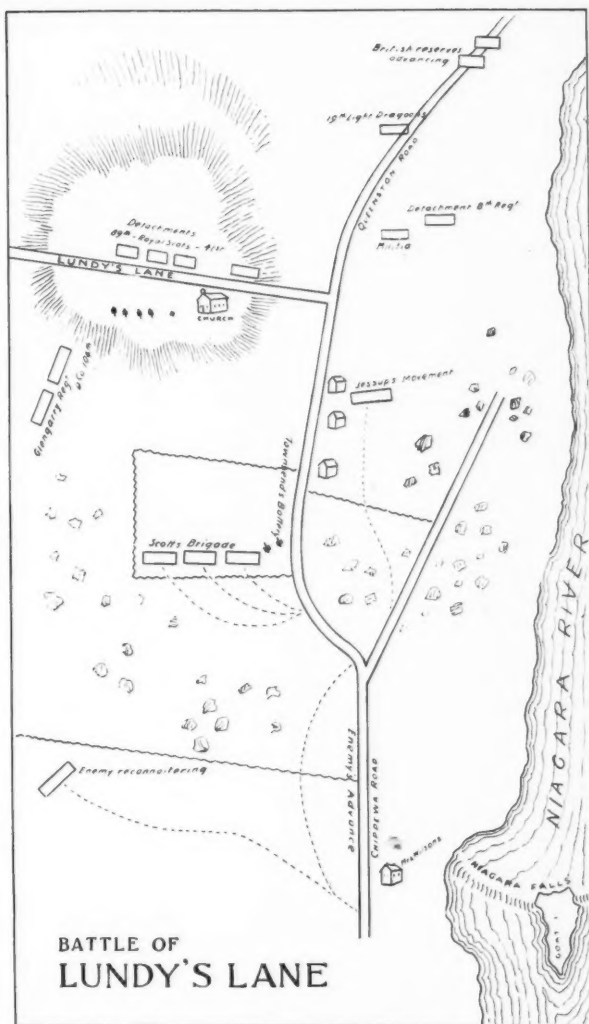 British reserves
advancing
19th Light Dragoons
QUEENSTON ROAD
Detachment 8th Regt
Militia
Detachments
89th - Royal Scots - 41st
LUNDY'S LANE
CHURCH
Glengarry Regt
Jessup's Movement
Townsend's Battery
Scott's Brigade
NIAGARA RIVER
Enemy reconnoitering
Enemy's Advance
CHIPPEWA ROAD
NIAGARA FALLS
GOAT I
BATTLE OF
LUNDY'S LANE